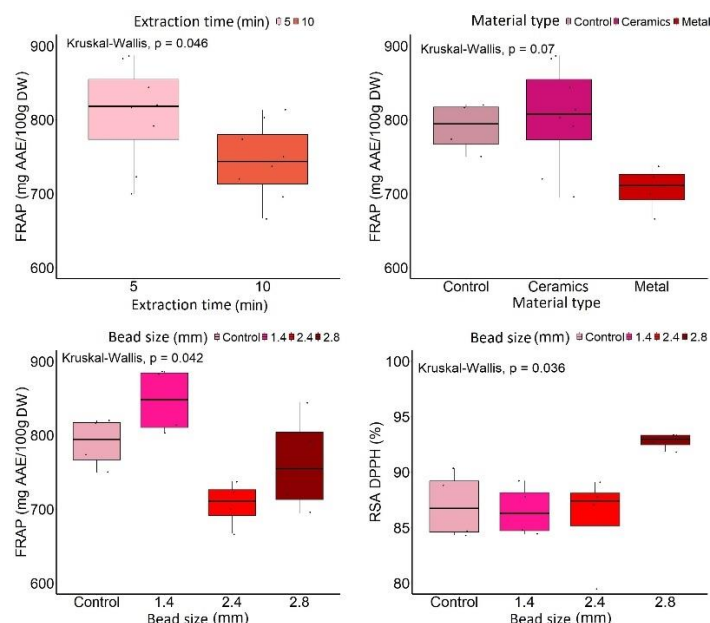 Extraction time (min) 5 10
Kruskal-Wallis, p = 0.046
FRAP (mg AAE/100g DW)
900
800
700
600
5 10
Extraction time (min)
Material type Control Ceramics Metal
Kruskal-Wallis, p = 0.07
FRAP (mg AAE/100g DW)
900
800
700
600
Control Ceramics Metal
Material type
Bead size (mm) Control 1.4 2.4 2.8
Kruskal-Wallis, p = 0.042
FRAP (mg AAE/100g DW)
900
800
700
600
Control 1.4 2.4 2.8
Bead size (mm)
Bead size (mm) Control 1.4 2.4 2.8
Kruskal-Wallis, p = 0.036
RSA DPPH (%)
100
95
90
85
80
Control 1.4 2.4 2.8
Bead size (mm)